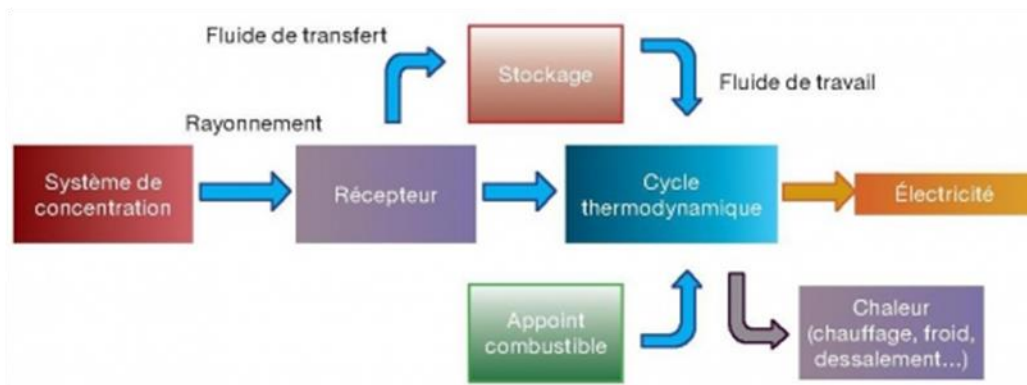 Fluide de transfert
Stockage
Fluide de travail
Rayonnement
Système de
concentration
Récepteur
Cycle
thermodynamique
Électricité
Appoint
combustible
Chaleur
(chauffage, froid,
dessalement...)